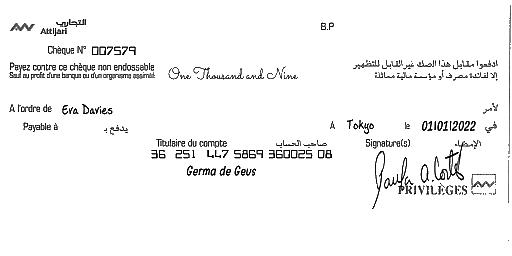 التجاري
Attijari
B.P
Chèque N° 007579
Payez contre ce chèque non endossable
Sauf au profit d'une banque ou d'un organisme assimilé
One Thousand and Nine
ادفعوا مقابل هذا الصك غير القابل للتظهير
إلا لفائدة مصرف أو مؤسسة مالية مماثلة
A l'ordre de Eva Davies لأمر
Payable à يدفع بـ
A Tokyo le 01/01/2022 في
Titulaire du compte صاحب الحساب
Signature(s) الإمضاء
36 251 447 5869 360025 08
Germa de Geus
PRIVILÈGES